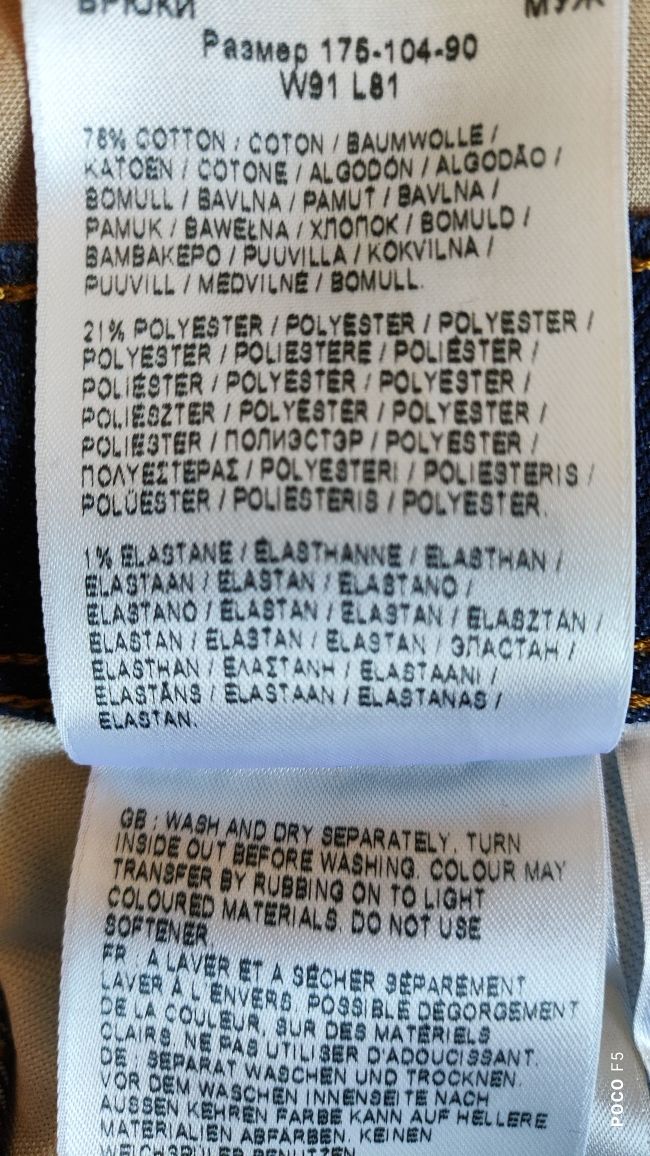 БРЮКИ МУЖ
Размер 175-104-90
W91 L81
78% COTTON / COTON / BAUMWOLLE /
KATOEN / COTONE / ALGODÓN / ALGODÃO /
BOMULL / BAVLNA / PAMUT / BAVLNA /
PAMUK / BAWEŁNA / ХЛОПОК / BOMULD /
ΒΑΜΒΑΚΕΡΟ / PUUVILLA / KOKVILNA /
PUUVILL / MEDVILNĖ / BOMULL.
21% POLYESTER / POLYESTER / POLYESTER /
POLYESTER / POLIESTERE / POLIÉSTER /
POLIÉSTER / POLYESTER / POLYESTER /
POLIÉSZTER / POLYESTER / POLYESTER /
POLIESTER / ПОЛИЭСТЭР / POLYESTER /
ΠΟΛΥΕΣΤΕΡΑΣ / POLYESTERI / POLIESTERIS /
POLÜESTER / POLIESTERIS / POLYESTER.
1% ELASTANE / ÉLASTHANNE / ELASTHAN /
ELASTAAN / ELASTAN / ELASTANO /
ELASTANO / ELASTAN / ELASTAN / ELASZTÁN /
ELASTAN / ELASTAN / ELASTAN / ЭЛАСТАН /
ELASTHAN / ΕΛΑΣΤΑΝΗ / ELASTAANI /
ELASTĀNS / ELASTAAN / ELASTANAS /
ELASTAN.
GB : WASH AND DRY SEPARATELY. TURN
INSIDE OUT BEFORE WASHING. COLOUR MAY
TRANSFER BY RUBBING ON TO LIGHT
COLOURED MATERIALS. DO NOT USE
SOFTENER.
FR : A LAVER ET A SÉCHER SÉPARÉMENT
LAVER À L'ENVERS. POSSIBLE DÉGORGEMENT
DE LA COULEUR, SUR DES MATÉRIELS
CLAIRS. NE PAS UTILISER D'ADOUCISSANT.
DE : SEPARAT WASCHEN UND TROCKNEN.
VOR DEM WASCHEN INNENSEITE NACH
AUSSEN KEHREN FARBE KANN AUF HELLERE
MATERIALIEN ABFÄRBEN. KEINEN
WEICHSPÜLER BENUTZEN.
POCO F5